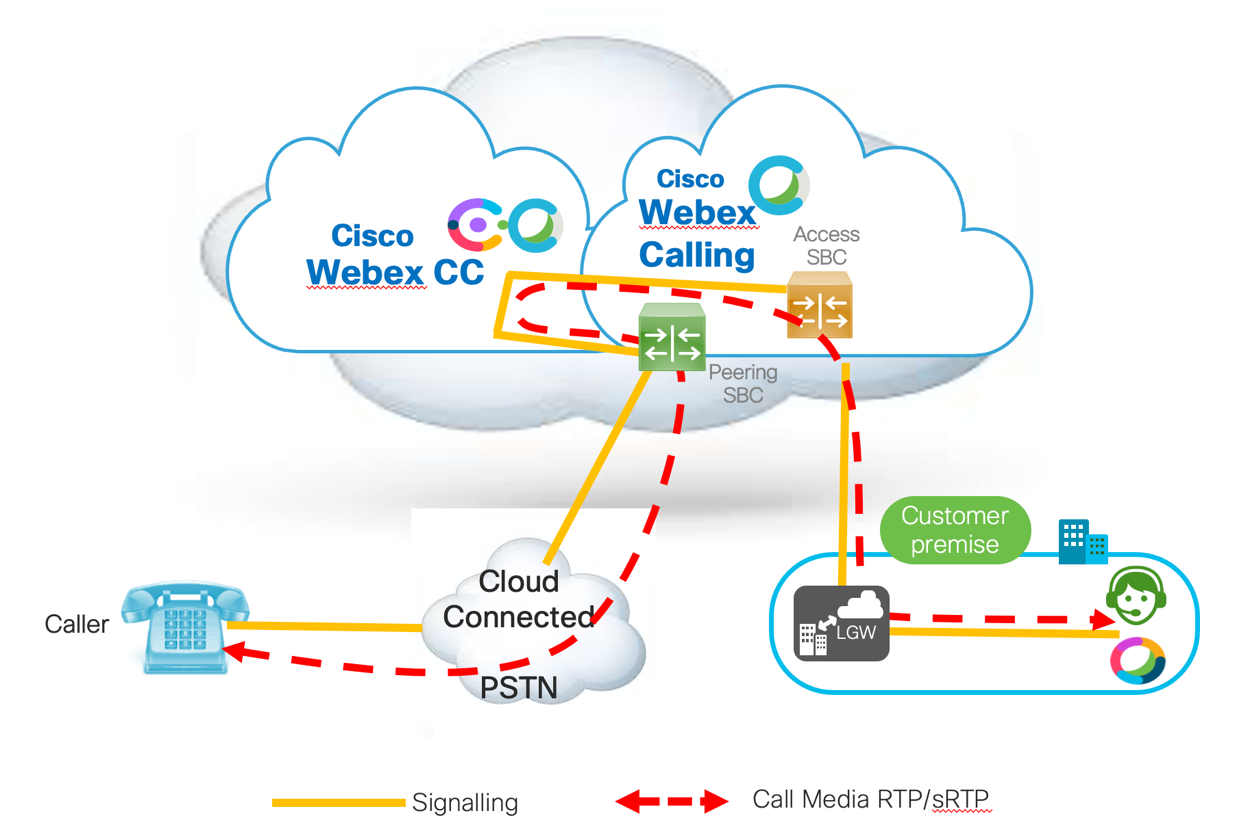 Cisco
Webex
Calling
Access
SBC
Cisco
Webex CC
Peering
SBC
Customer
premise
Cloud
Connected
PSTN
Caller
LGW
Signalling
Call Media RTP/sRTP